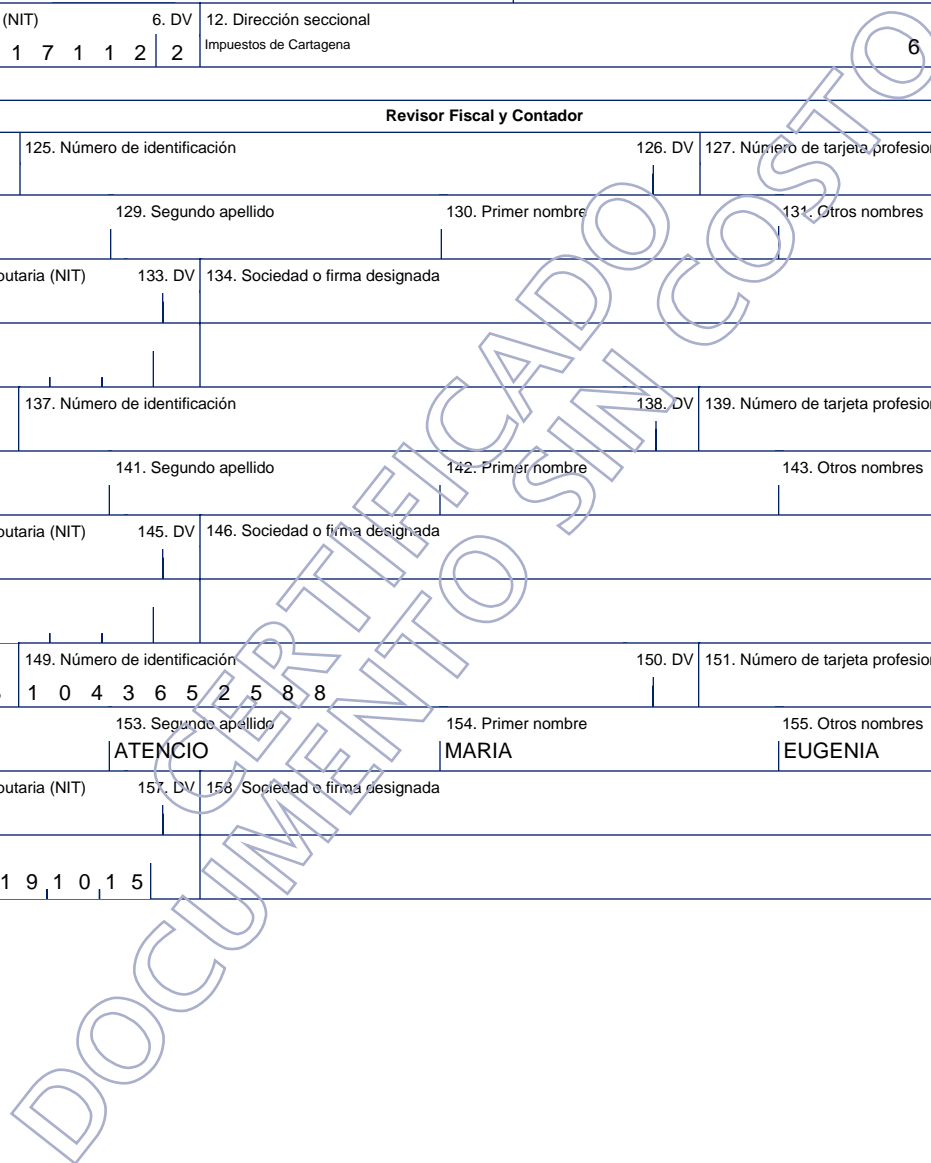 (NIT) 6. DV 12. Dirección seccional
1 7 1 1 2 2 Impuestos de Cartagena 6
Revisor Fiscal y Contador
125. Número de identificación 126. DV 127. Número de tarjeta profesion
129. Segundo apellido 130. Primer nombre 131. Otros nombres
butaria (NIT) 133. DV 134. Sociedad o firma designada
137. Número de identificación 138. DV 139. Número de tarjeta profesion
141. Segundo apellido 142. Primer nombre 143. Otros nombres
butaria (NIT) 145. DV 146. Sociedad o firma designada
149. Número de identificación 150. DV 151. Número de tarjeta profesion
1 0 4 3 6 5 2 5 8 8
153. Segundo apellido 154. Primer nombre 155. Otros nombres
ATENCIO MARIA EUGENIA
butaria (NIT) 157. DV 158. Sociedad o firma designada
1 9 1 0 1 5
CERTIFICADO
DOCUMENTO SIN COSTO